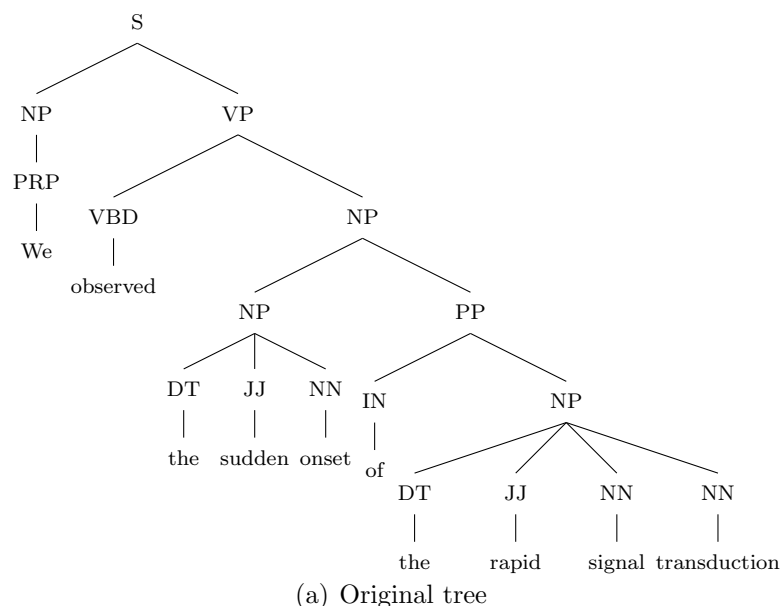 S
NP VP
PRP
VBD NP
We
observed
NP PP
DT JJ NN IN NP
the sudden onset of
DT JJ NN NN
the rapid signal transduction
(a) Original tree